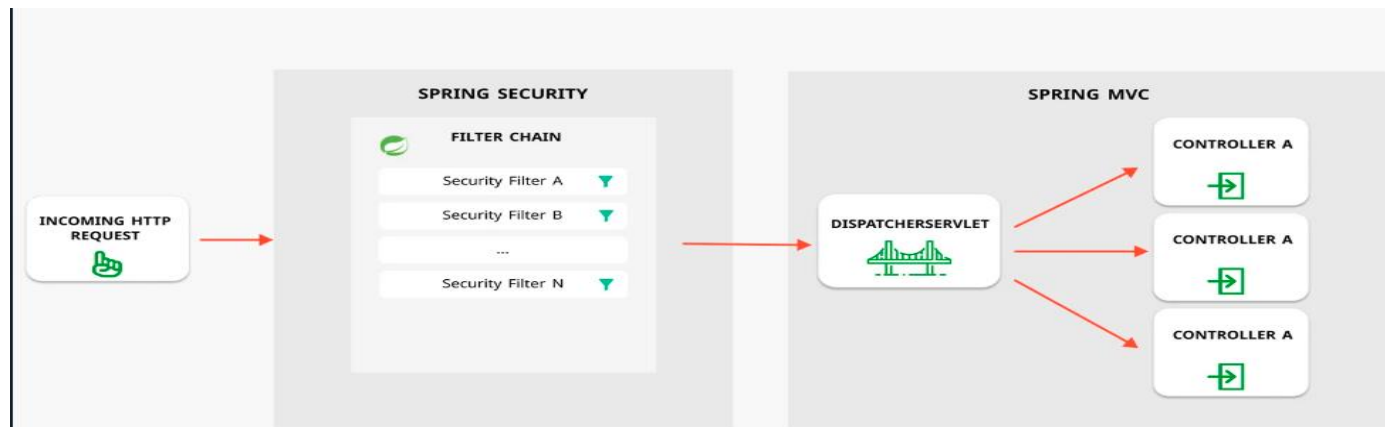 INCOMING HTTP
REQUEST
SPRING SECURITY
FILTER CHAIN
Security Filter A
Security Filter B
...
Security Filter N
SPRING MVC
DISPATCHERSERVLET
CONTROLLER A
CONTROLLER A
CONTROLLER A